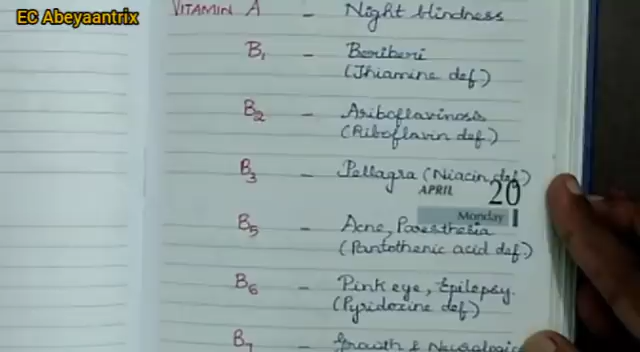 EC Abeyaantrix
VITAMIN A - Night blindness
B1 - Beriberi
(Thiamine def.)
B2 - Ariboflavinosis
(Riboflavin def.)
B3 - Pellagra (Niacin def.)
APRIL 20
Monday
B5 - Acne, Paresthesia
(Pantothenic acid def.)
B6 - Pink eye, Epilepsy.
(Pyridoxine def.)
B7 - Growth & Neurologic